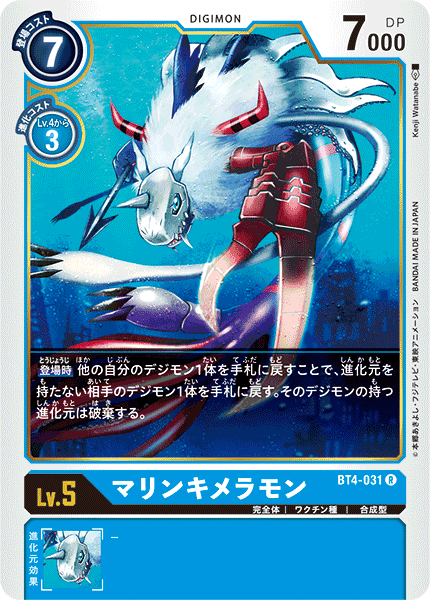 登場コスト
7
DIGIMON
7000
DP
進化コスト
Lv.4から
3
Kenji Watanabe
BANDAI MADE IN JAPAN
©本郷あきよし・フジテレビ・東映アニメーション
登場時 他の自分のデジモン1体を手札に戻すことで、進化元を
持たない相手のデジモン1体を手札に戻す。そのデジモンの持つ
進化元は破棄する。
BT4-031 R
Lv.5
マリンキメラモン
完全体 | ワクチン種 | 合成型
進化元効果
–